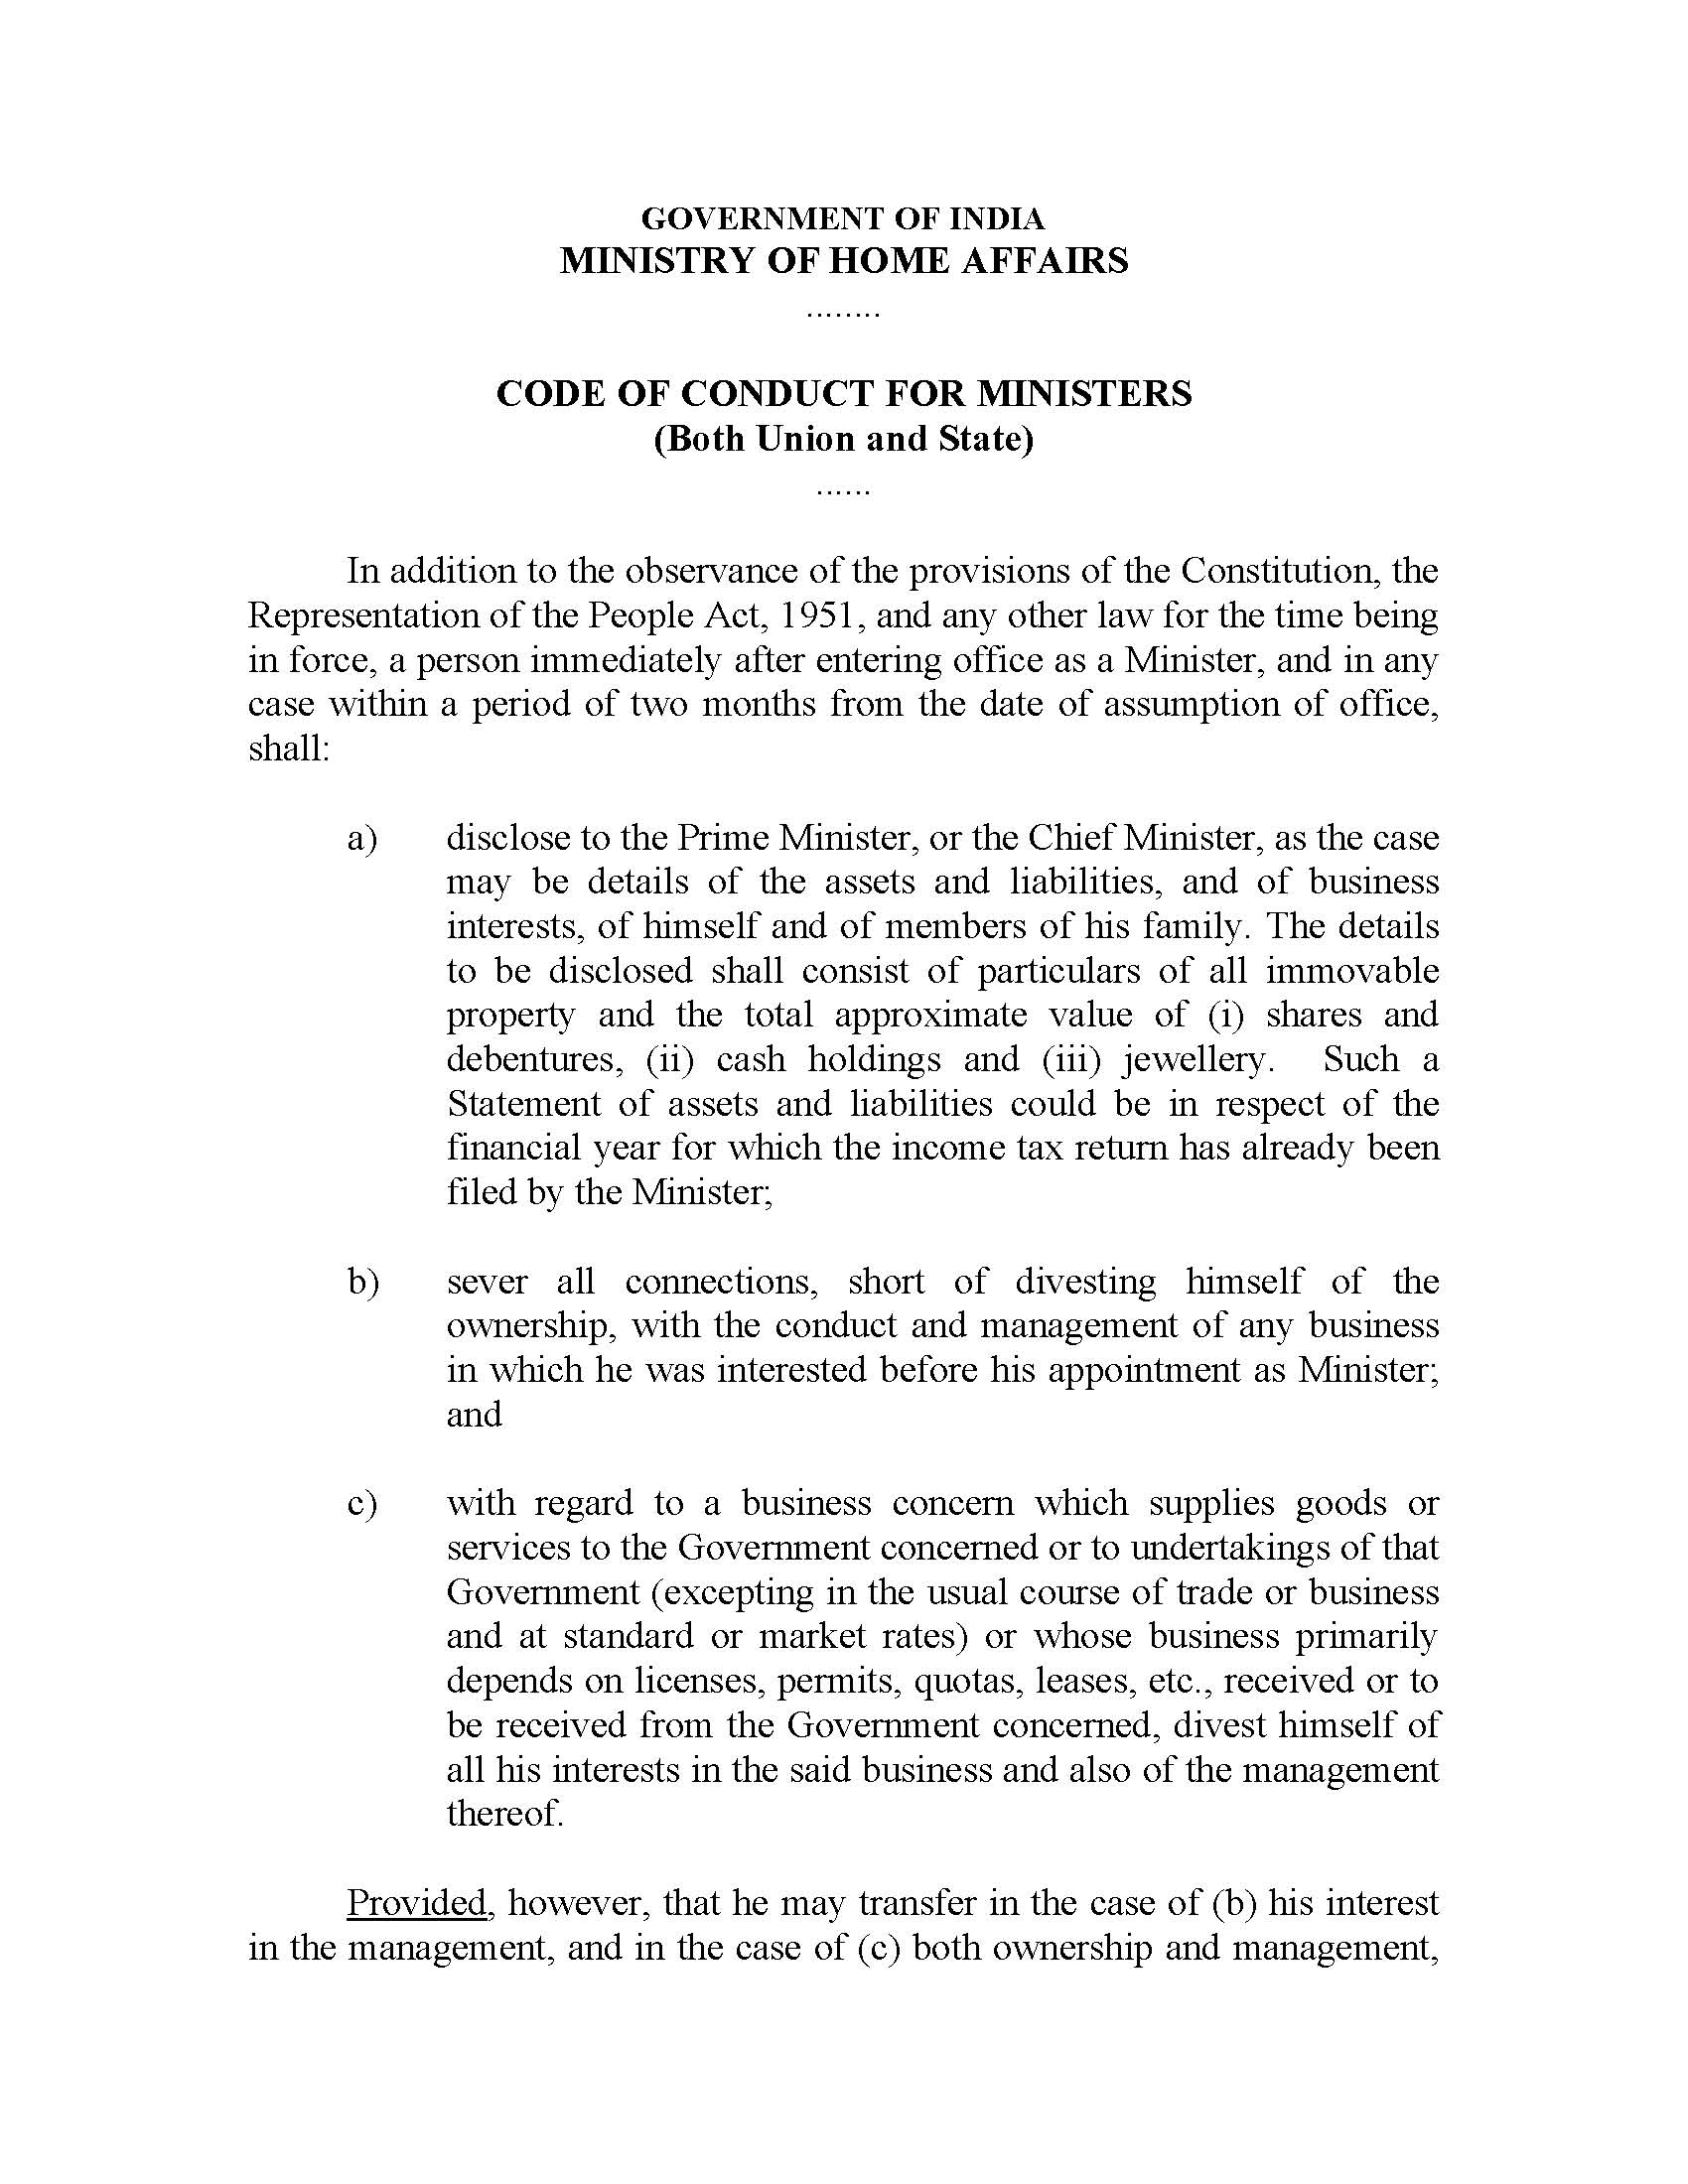 GOVERNMENT OF INDIA
MINISTRY OF HOME AFFAIRS
........
CODE OF CONDUCT FOR MINISTERS
(Both Union and State)
......
In addition to the observance of the provisions of the Constitution, the
Representation of the People Act, 1951, and any other law for the time being
in force, a person immediately after entering office as a Minister, and in any
case within a period of two months from the date of assumption of office,
shall:
a) disclose to the Prime Minister, or the Chief Minister, as the case
may be details of the assets and liabilities, and of business
interests, of himself and of members of his family. The details
to be disclosed shall consist of particulars of all immovable
property and the total approximate value of (i) shares and
debentures, (ii) cash holdings and (iii) jewellery. Such a
Statement of assets and liabilities could be in respect of the
financial year for which the income tax return has already been
filed by the Minister;
b) sever all connections, short of divesting himself of the
ownership, with the conduct and management of any business
in which he was interested before his appointment as Minister;
and
c) with regard to a business concern which supplies goods or
services to the Government concerned or to undertakings of that
Government (excepting in the usual course of trade or business
and at standard or market rates) or whose business primarily
depends on licenses, permits, quotas, leases, etc., received or to
be received from the Government concerned, divest himself of
all his interests in the said business and also of the management
thereof.
Provided, however, that he may transfer in the case of (b) his interest
in the management, and in the case of (c) both ownership and management,